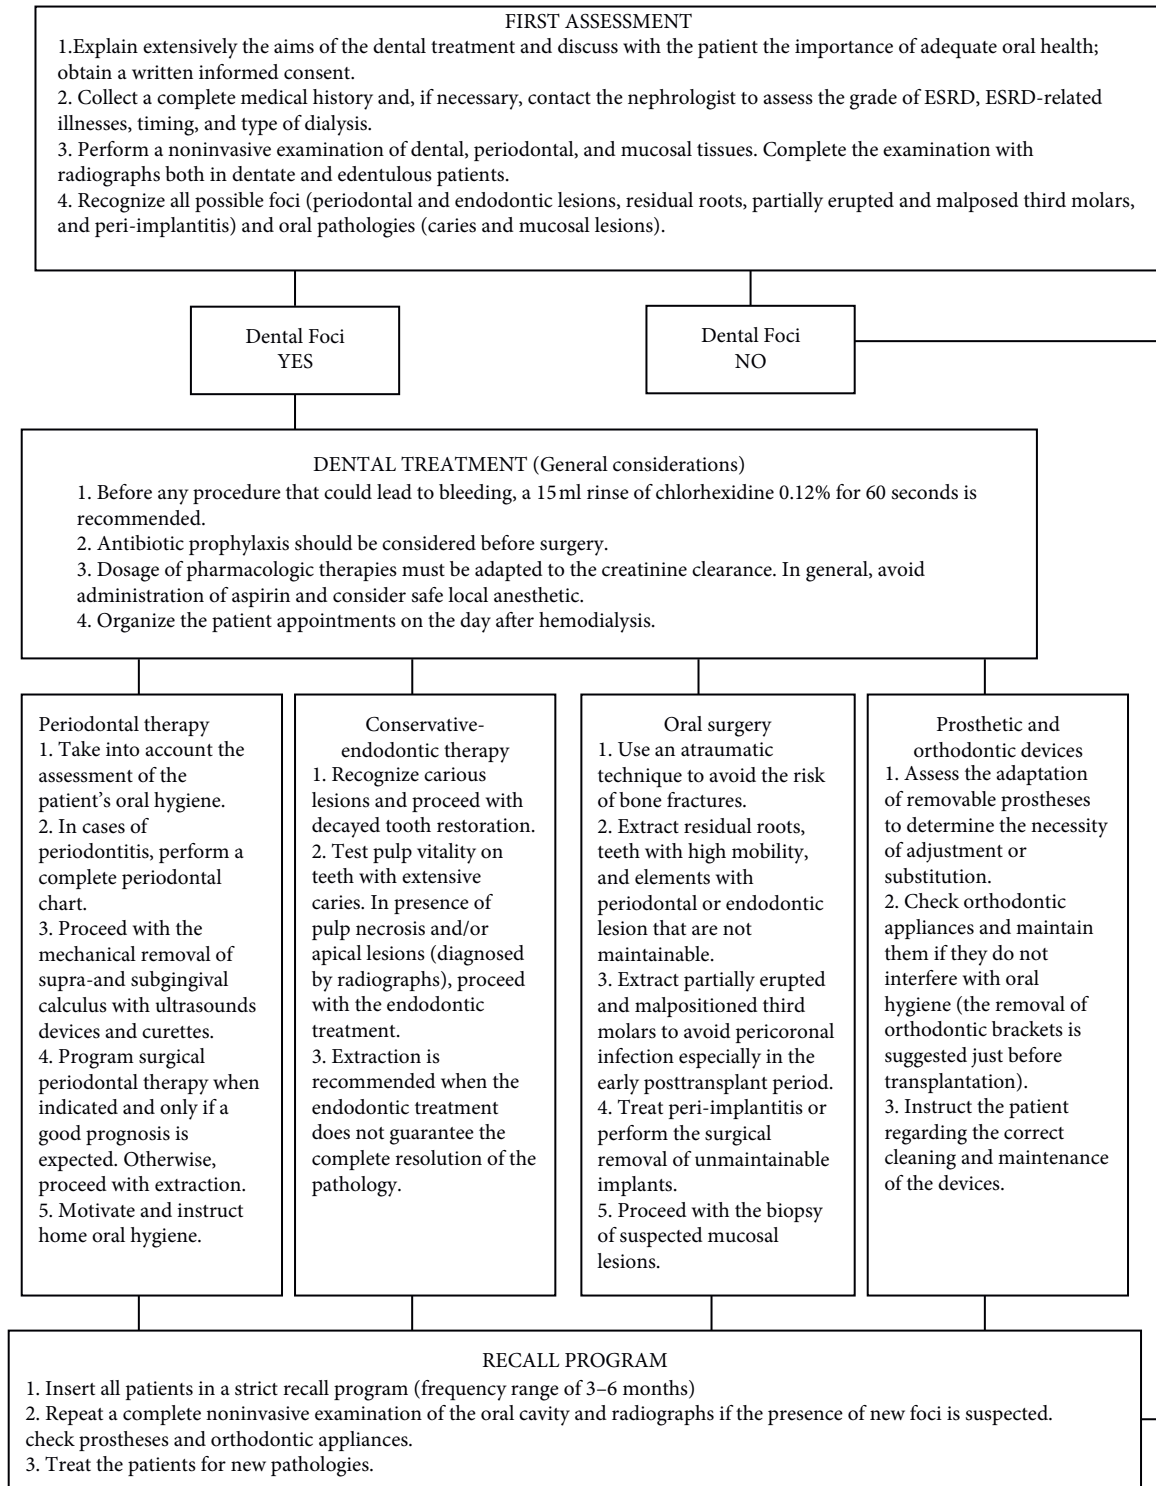 FIRST ASSESSMENT
1.Explain extensively the aims of the dental treatment and discuss with the patient the importance of adequate oral health;
obtain a written informed consent.
2. Collect a complete medical history and, if necessary, contact the nephrologist to assess the grade of ESRD, ESRD-related
illnesses, timing, and type of dialysis.
3. Perform a noninvasive examination of dental, periodontal, and mucosal tissues. Complete the examination with
radiographs both in dentate and edentulous patients.
4. Recognize all possible foci (periodontal and endodontic lesions, residual roots, partially erupted and malposed third molars,
and peri-implantitis) and oral pathologies (caries and mucosal lesions).
Dental Foci
YES
Dental Foci
NO
DENTAL TREATMENT (General considerations)
1. Before any procedure that could lead to bleeding, a 15 ml rinse of chlorhexidine 0.12% for 60 seconds is
recommended.
2. Antibiotic prophylaxis should be considered before surgery.
3. Dosage of pharmacologic therapies must be adapted to the creatinine clearance. In general, avoid
administration of aspirin and consider safe local anesthetic.
4. Organize the patient appointments on the day after hemodialysis.
Periodontal therapy
1. Take into account the
assessment of the
patient's oral hygiene.
2. In cases of
periodontitis, perform a
complete periodontal
chart.
3. Proceed with the
mechanical removal of
supra-and subgingival
calculus with ultrasounds
devices and curettes.
4. Program surgical
periodontal therapy when
indicated and only if a
good prognosis is
expected. Otherwise,
proceed with extraction.
5. Motivate and instruct
home oral hygiene.
Conservative-
endodontic therapy
1. Recognize carious
lesions and proceed with
decayed tooth restoration.
2. Test pulp vitality on
teeth with extensive
caries. In presence of
pulp necrosis and/or
apical lesions (diagnosed
by radiographs), proceed
with the endodontic
treatment.
3. Extraction is
recommended when the
endodontic treatment
does not guarantee the
complete resolution of the
pathology.
Oral surgery
1. Use an atraumatic
technique to avoid the risk
of bone fractures.
2. Extract residual roots,
teeth with high mobility,
and elements with
periodontal or endodontic
lesion that are not
maintainable.
3. Extract partially erupted
and malpositioned third
molars to avoid pericoronal
infection especially in the
early posttransplant period.
4. Treat peri-implantitis or
perform the surgical
removal of unmaintainable
implants.
5. Proceed with the biopsy
of suspected mucosal
lesions.
Prosthetic and
orthodontic devices
1. Assess the adaptation
of removable prostheses
to determine the necessity
of adjustment or
substitution.
2. Check orthodontic
appliances and maintain
them if they do not
interfere with oral
hygiene (the removal of
orthodontic brackets is
suggested just before
transplantation).
3. Instruct the patient
regarding the correct
cleaning and maintenance
of the devices.
RECALL PROGRAM
1. Insert all patients in a strict recall program (frequency range of 3–6 months)
2. Repeat a complete noninvasive examination of the oral cavity and radiographs if the presence of new foci is suspected.
check prostheses and orthodontic appliances.
3. Treat the patients for new pathologies.